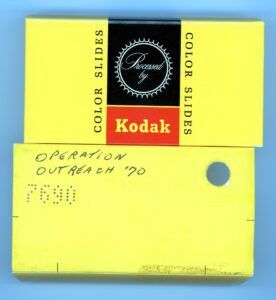 COLOR SLIDES
Processed
by
Kodak
COLOR SLIDES
OPERATION
OUTREACH '70
7690